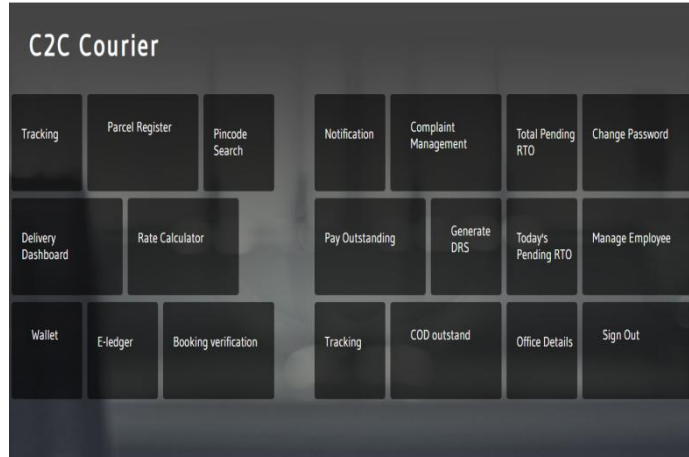 C2C Courier
Tracking
Parcel Register
Pincode
Search
Notification
Complaint
Management
Total Pending
RTO
Change Password
Delivery
Dashboard
Rate Calculator
Pay Outstanding
Generate
DRS
Today's
Pending RTO
Manage Employee
Wallet
E-ledger
Booking verification
Tracking
COD outstand
Office Details
Sign Out